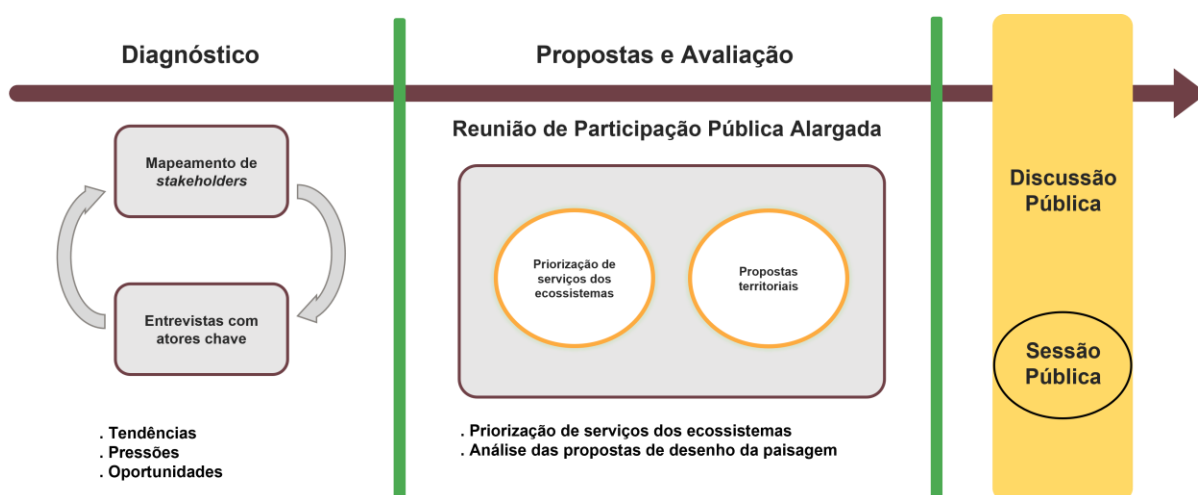 Diagnóstico
Mapeamento de
stakeholders
Entrevistas com
atores chave
. Tendências
. Pressões
. Oportunidades
Propostas e Avaliação
Reunião de Participação Pública Alargada
Priorização de
serviços dos
ecossistemas
Propostas
territoriais
. Priorização de serviços dos ecossistemas
. Análise das propostas de desenho da paisagem
Discussão
Pública
Sessão
Pública